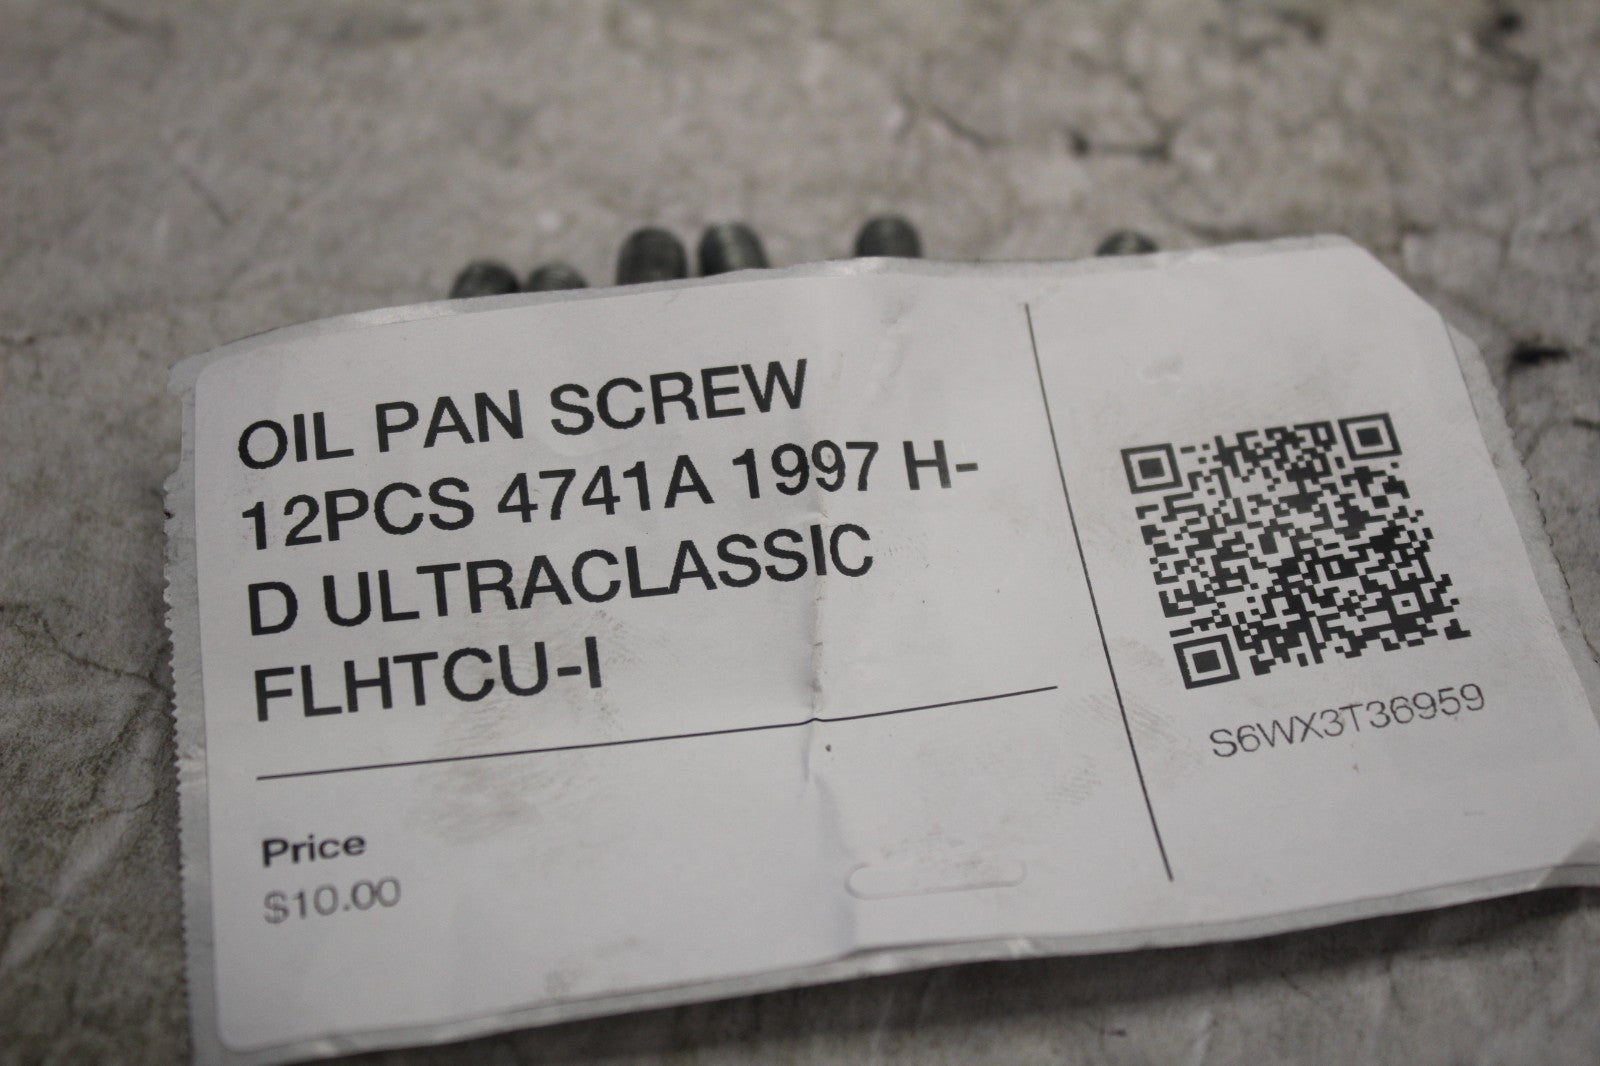 OIL PAN SCREW
12PCS 4741A 1997 H-
D ULTRACLASSIC
FLHTCU-I
Price
$10.00
S6WX3T36959